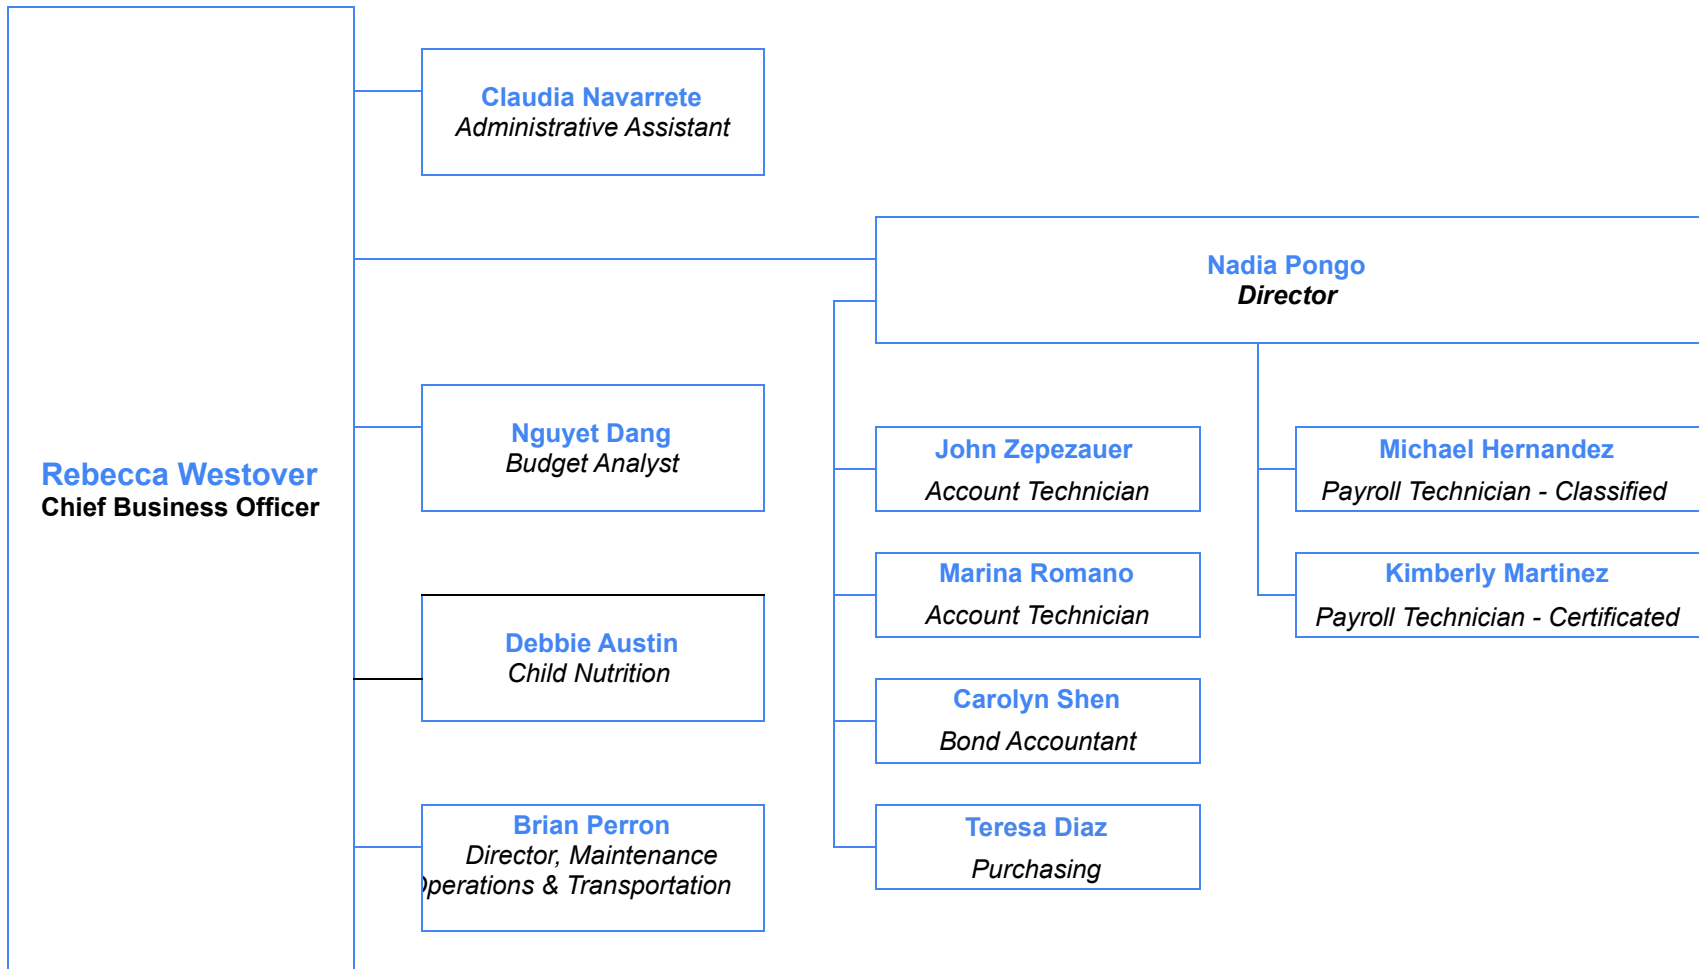 Claudia Navarrete
Administrative Assistant
Nadia Pongo
Director
Rebecca Westover
Chief Business Officer
Nguyet Dang
Budget Analyst
John Zepezauer
Account Technician
Michael Hernandez
Payroll Technician - Classified
Marina Romano
Account Technician
Kimberly Martinez
Payroll Technician - Certificated
Debbie Austin
Child Nutrition
Carolyn Shen
Bond Accountant
Brian Perron
Director, Maintenance
Operations & Transportation
Teresa Diaz
Purchasing